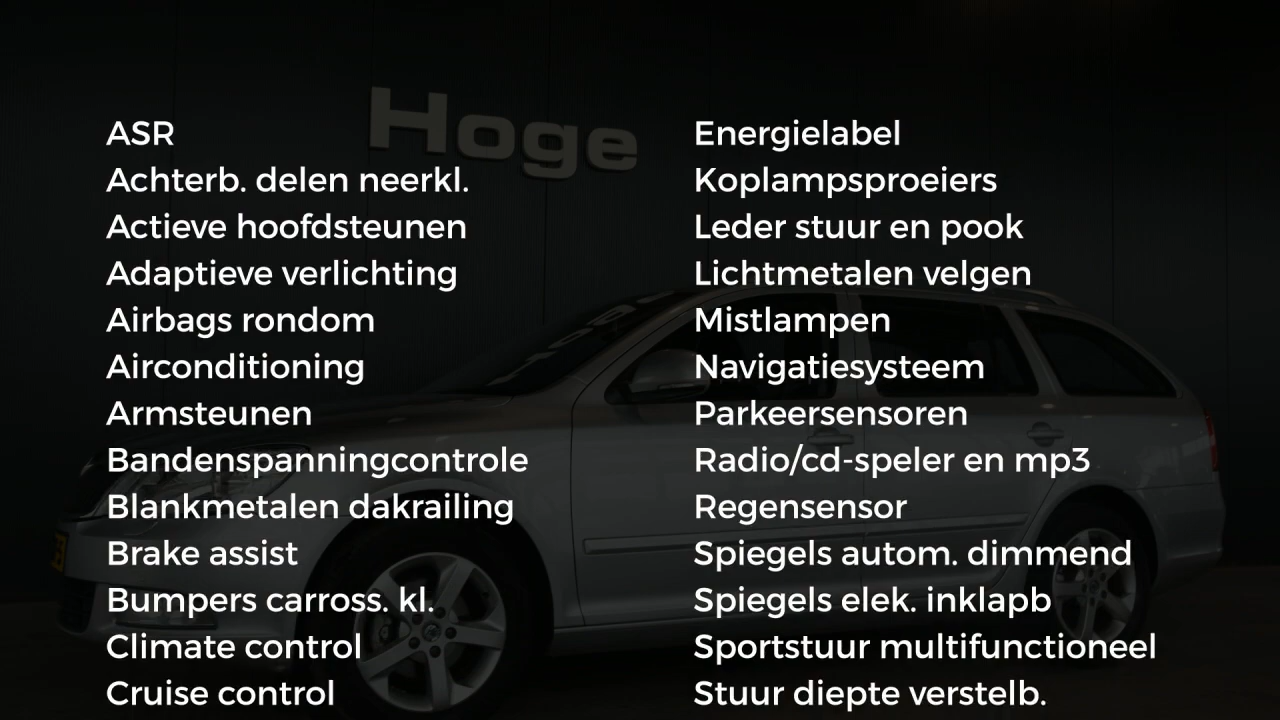 Hoge
ASR
Achterb. delen neerkl.
Actieve hoofdsteunen
Adaptieve verlichting
Airbags rondom
Airconditioning
Armsteunen
Bandenspanningcontrole
Blankmetalen dakrailing
Brake assist
Bumpers carross. kl.
Climate control
Cruise control
Energielabel
Koplampsproeiers
Leder stuur en pook
Lichtmetalen velgen
Mistlampen
Navigatiesysteem
Parkeersensoren
Radio/cd-speler en mp3
Regensensor
Spiegels autom. dimmend
Spiegels elek. inklapb
Sportstuur multifunctioneel
Stuur diepte verstelb.